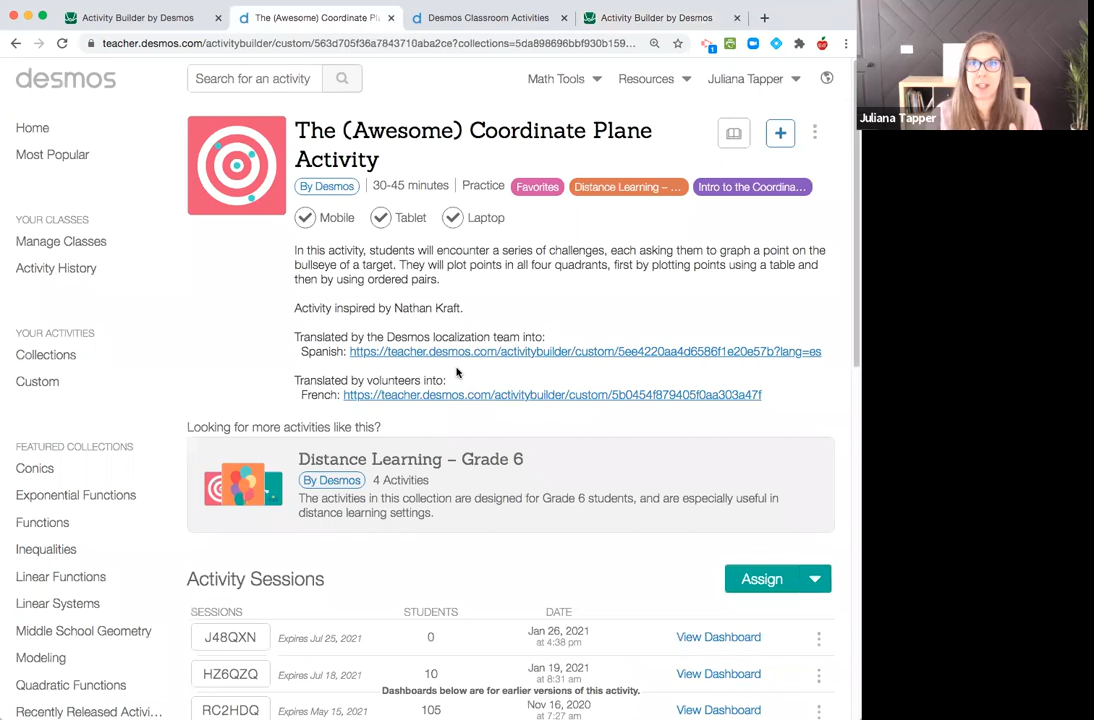 Activity Builder by Desmos
The (Awesome) Coordinate Pl
Desmos Classroom Activities
Activity Builder by Desmos
teacher.desmos.com/activitybuilder/custom/563d705f36a7843710aba2ce?collections=5da898696bbf930b159...
desmos
Search for an activity
Math Tools
Resources
Juliana Tapper
Juliana Tapper
Home
Most Popular
YOUR CLASSES
Manage Classes
Activity History
YOUR ACTIVITIES
Collections
Custom
FEATURED COLLECTIONS
Conics
Exponential Functions
Functions
Inequalities
Linear Functions
Linear Systems
Middle School Geometry
Modeling
Quadratic Functions
Recently Released Activi...
The (Awesome) Coordinate Plane
Activity
By Desmos
30-45 minutes
Practice
Favorites
Distance Learning – ...
Intro to the Coordina...
Mobile
Tablet
Laptop
In this activity, students will encounter a series of challenges, each asking them to graph a point on the
bullseye of a target. They will plot points in all four quadrants, first by plotting points using a table and
then by using ordered pairs.
Activity inspired by Nathan Kraft.
Translated by the Desmos localization team into:
Spanish: https://teacher.desmos.com/activitybuilder/custom/5ee4220aa4d6586f1e20e57b?lang=es
Translated by volunteers into:
French: https://teacher.desmos.com/activitybuilder/custom/5b0454f879405f0aa303a47f
Looking for more activities like this?
Distance Learning – Grade 6
By Desmos
4 Activities
The activities in this collection are designed for Grade 6 students, and are especially useful in
distance learning settings.
Activity Sessions
Assign
SESSIONS
STUDENTS
DATE
J48QXN
Expires Jul 25, 2021
0
Jan 26, 2021
at 4:38 pm
View Dashboard
HZ6QZQ
Expires Jul 18, 2021
10
Jan 19, 2021
at 8:31 am
View Dashboard
Dashboards below are for earlier versions of this activity.
RC2HDQ
Expires May 15, 2021
105
Nov 16, 2020
at 7:27 am
View Dashboard